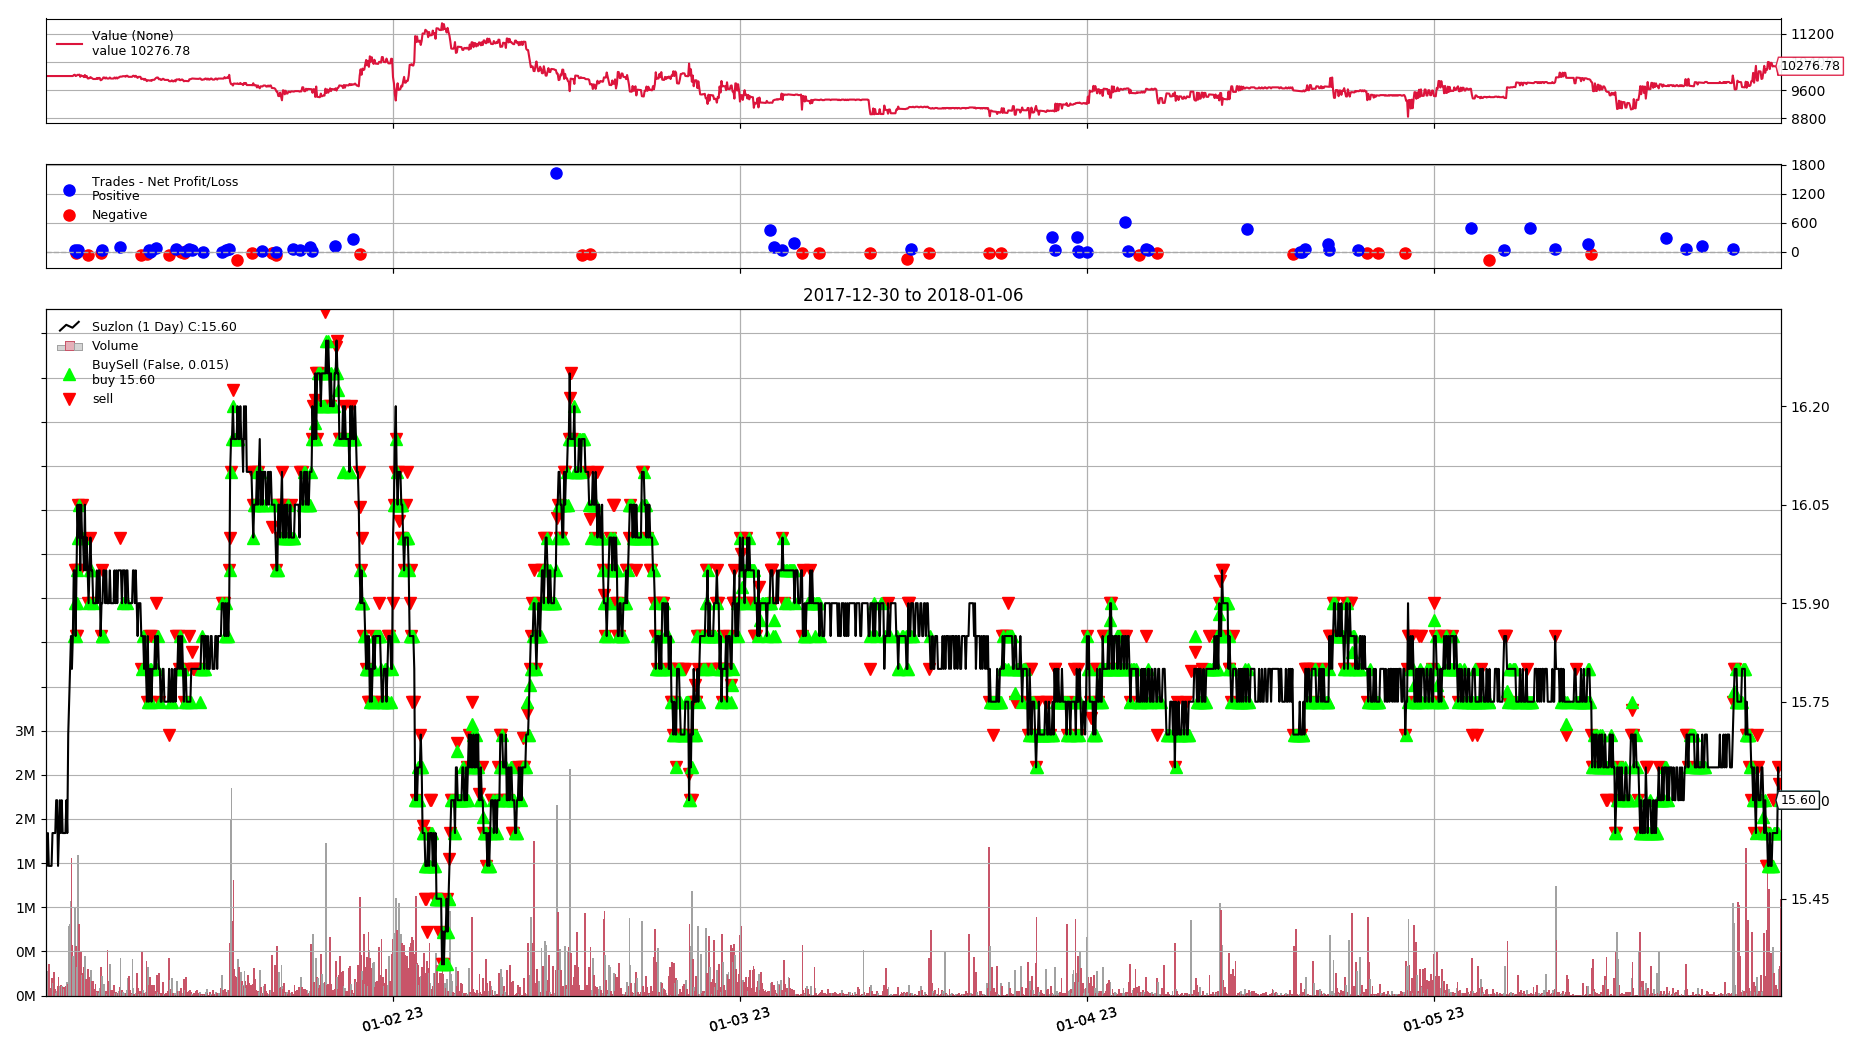 Value (None)
value 10276.78
11200
10276.78
9600
8800
Trades - Net Profit/Loss
Positive
Negative
1800
1200
600
0
2017-12-30 to 2018-01-06
Suzlon (1 Day) C:15.60
Volume
BuySell (False, 0.015)
buy 15.60
sell
16.20
16.05
15.90
15.75
15.60
0
15.45
3M
2M
2M
1M
1M
0M
0M
01-02 23
01-03 23
01-04 23
01-05 23